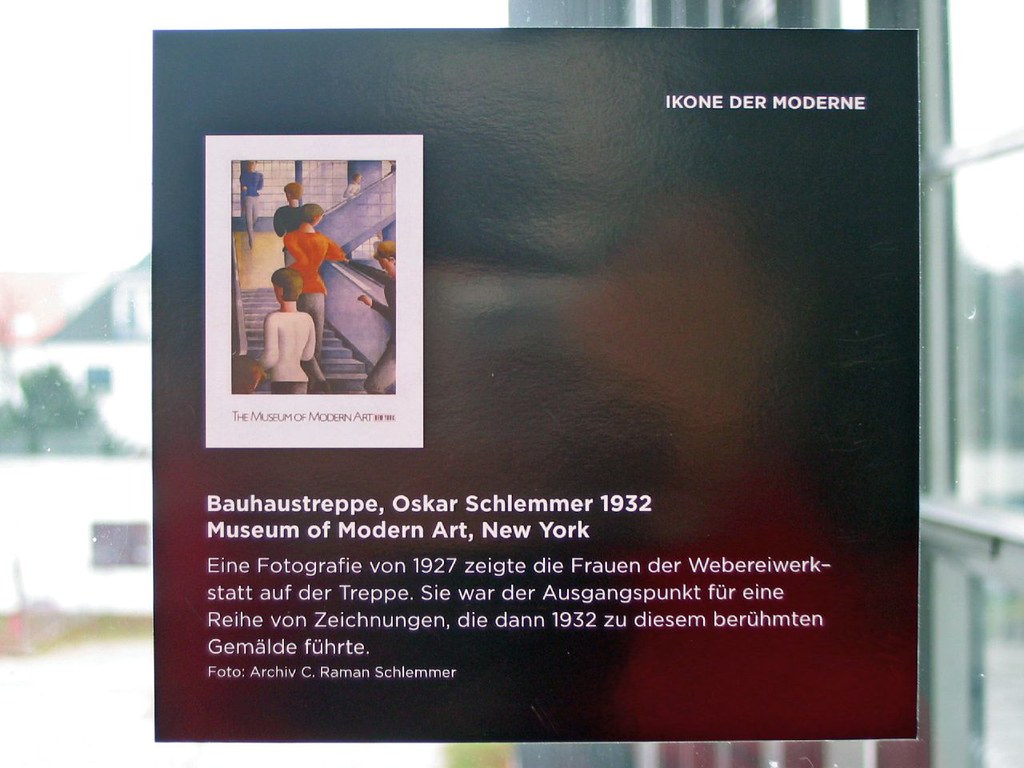 IKONE DER MODERNE
THE MUSEUM OF MODERN ART NEW YORK
Bauhaustreppe, Oskar Schlemmer 1932
Museum of Modern Art, New York
Eine Fotografie von 1927 zeigte die Frauen der Webereiwerk-
statt auf der Treppe. Sie war der Ausgangspunkt für eine
Reihe von Zeichnungen, die dann 1932 zu diesem berühmten
Gemälde führte.
Foto: Archiv C. Raman Schlemmer